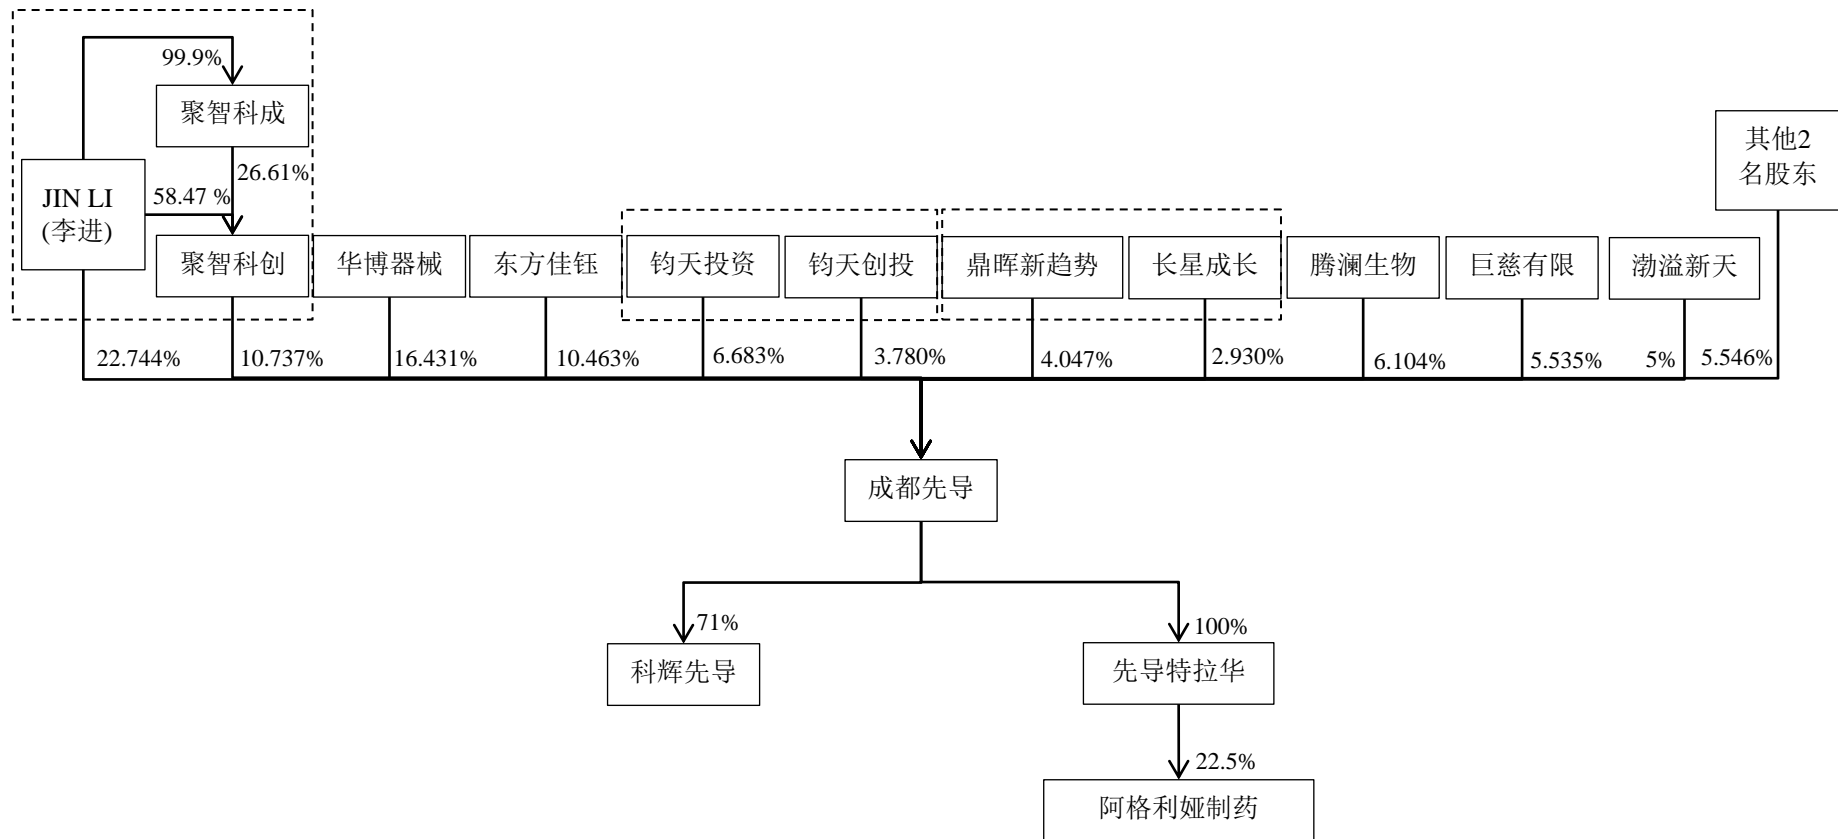 99.9%
聚智科成
其他2
名股东
26.61%
JIN LI
(李进)
58.47 %
聚智科创
华博器械
东方佳钰
钧天投资
钧天创投
鼎晖新趋势
长星成长
腾澜生物
巨慈有限
渤溢新天
22.744%
10.737%
16.431%
10.463%
6.683%
3.780%
4.047%
2.930%
6.104%
5.535%
5%
5.546%
成都先导
71%
100%
科辉先导
先导特拉华
22.5%
阿格利娅制药